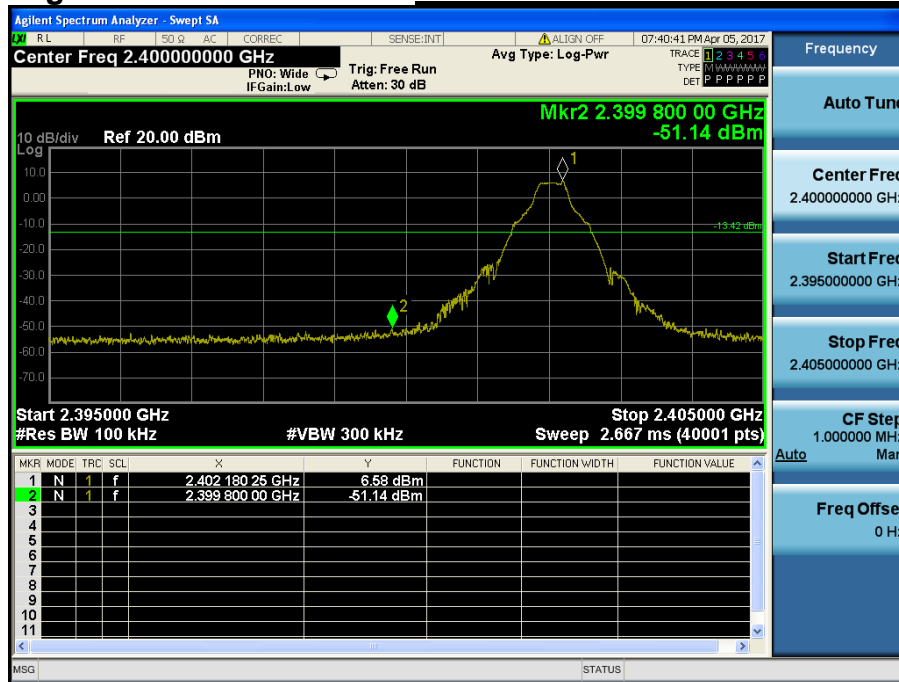 Agilent Spectrum Analyzer - Swept SA
LXI RL RF 50 Ω AC CORREC SENSE:INT ALIGN OFF 07:40:41 PM Apr 05, 2017
Center Freq 2.400000000 GHz
PNO: Wide
IFGain:Low
Trig: Free Run
Atten: 30 dB
Avg Type: Log-Pwr
TRACE 1 2 3 4 5 6
TYPE M WWWWW
DET P P P P P P
Mkr2 2.399 800 00 GHz
-51.14 dBm
10 dB/div Ref 20.00 dBm
Log
1
10.0
0.00
-10.0
-13.42 dBm
-20.0
-30.0
-40.0
2
-50.0
-60.0
-70.0
Start 2.395000 GHz Stop 2.405000 GHz
#Res BW 100 kHz #VBW 300 kHz Sweep 2.667 ms (40001 pts)
MKR MODE TRC SCL X Y FUNCTION FUNCTION WIDTH FUNCTION VALUE
1 N 1 f 2.402 180 25 GHz 6.58 dBm
2 N 1 f 2.399 800 00 GHz -51.14 dBm
3
4
5
6
7
8
9
10
11
MSG STATUS
Frequency
Auto Tune
Center Freq
2.400000000 GHz
Start Freq
2.395000000 GHz
Stop Freq
2.405000000 GHz
CF Step
1.000000 MHz
Auto Man
Freq Offset
0 Hz